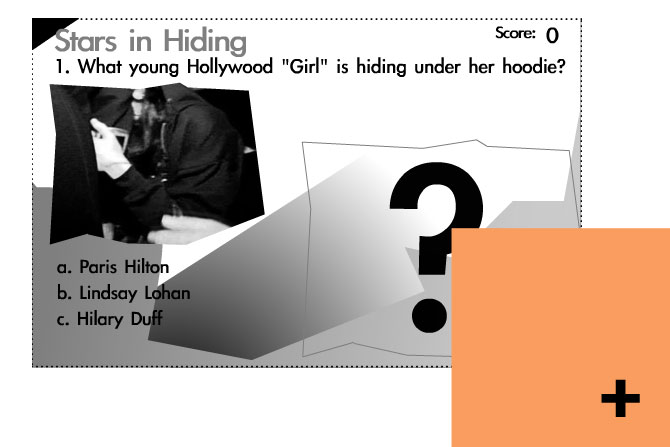 Stars in Hiding
Score: 0
1. What young Hollywood "Girl" is hiding under her hoodie?
?
a. Paris Hilton
b. Lindsay Lohan
c. Hilary Duff
+